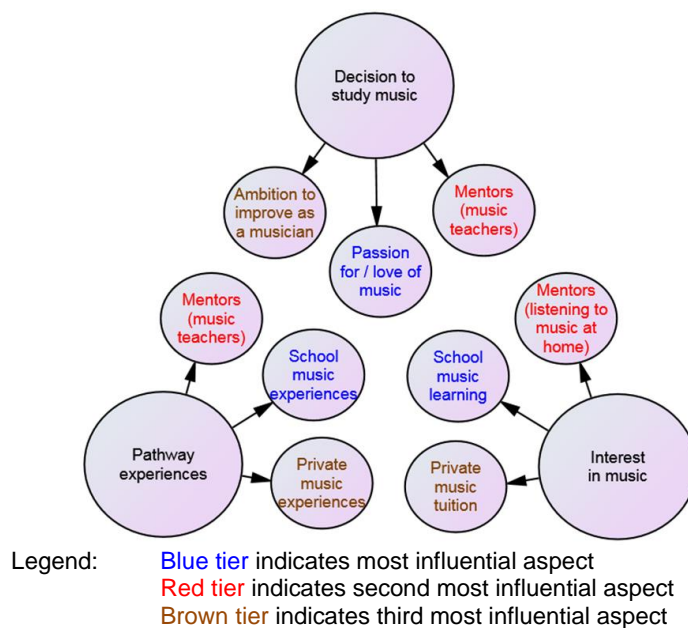 Decision to
study music
Ambition to
improve as
a musician
Passion
for / love of
music
Mentors
(music
teachers)
Mentors
(music
teachers)
School
music
experiences
Pathway
experiences
Private
music
experiences
Mentors
(listening to
music at
home)
School
music
learning
Interest
in music
Private
music
tuition
Legend:
Blue tier indicates most influential aspect
Red tier indicates second most influential aspect
Brown tier indicates third most influential aspect